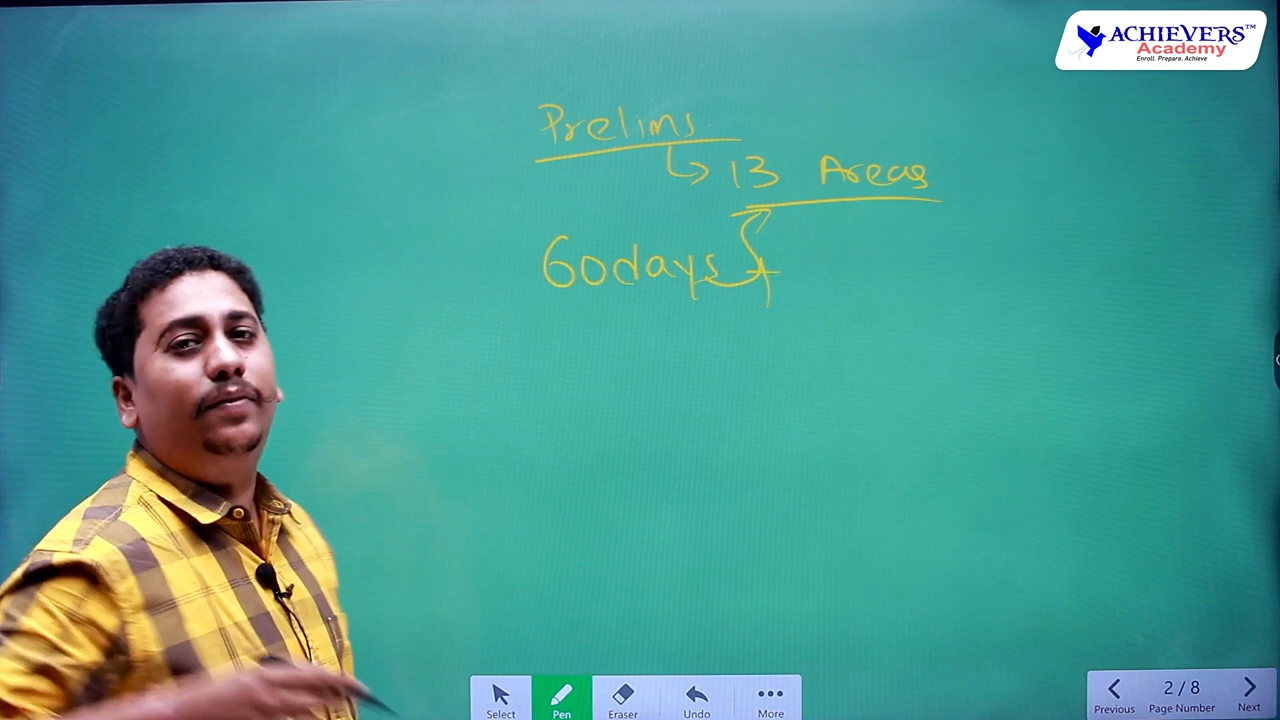 ACHIEVERS™
Academy
Enroll. Prepare. Achieve
Prelims
13 Areas
60days
Select
Pen
Eraser
Undo
More
Previous
2 / 8
Page Number
Next